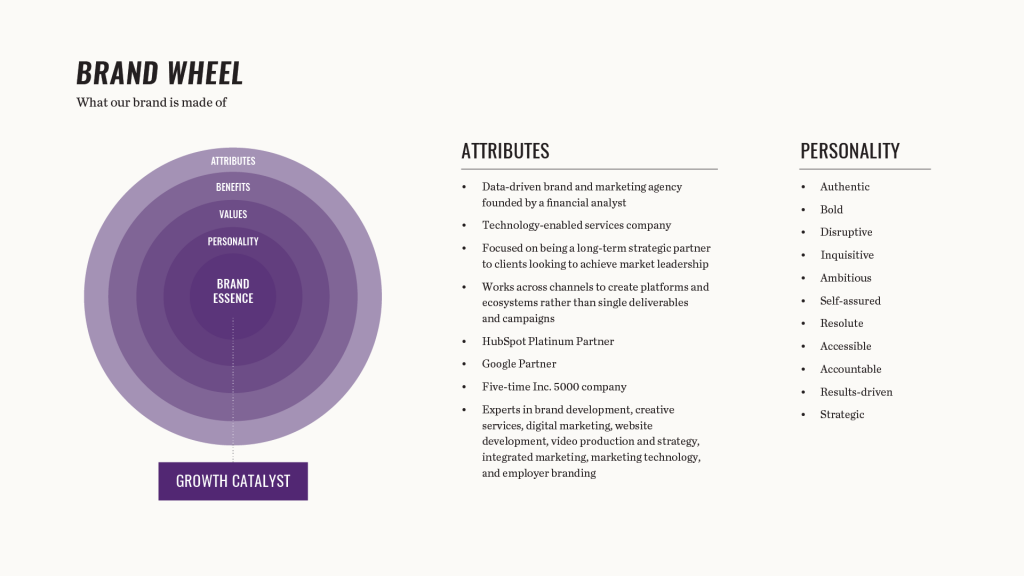 BRAND WHEEL
What our brand is made of
ATTRIBUTES
BENEFITS
VALUES
PERSONALITY
BRAND
ESSENCE
GROWTH CATALYST
ATTRIBUTES
• Data-driven brand and marketing agency
founded by a financial analyst
• Technology-enabled services company
• Focused on being a long-term strategic partner
to clients looking to achieve market leadership
• Works across channels to create platforms and
ecosystems rather than single deliverables
and campaigns
• HubSpot Platinum Partner
• Google Partner
• Five-time Inc. 5000 company
• Experts in brand development, creative
services, digital marketing, website
development, video production and strategy,
integrated marketing, marketing technology,
and employer branding
PERSONALITY
• Authentic
• Bold
• Disruptive
• Inquisitive
• Ambitious
• Self-assured
• Resolute
• Accessible
• Accountable
• Results-driven
• Strategic